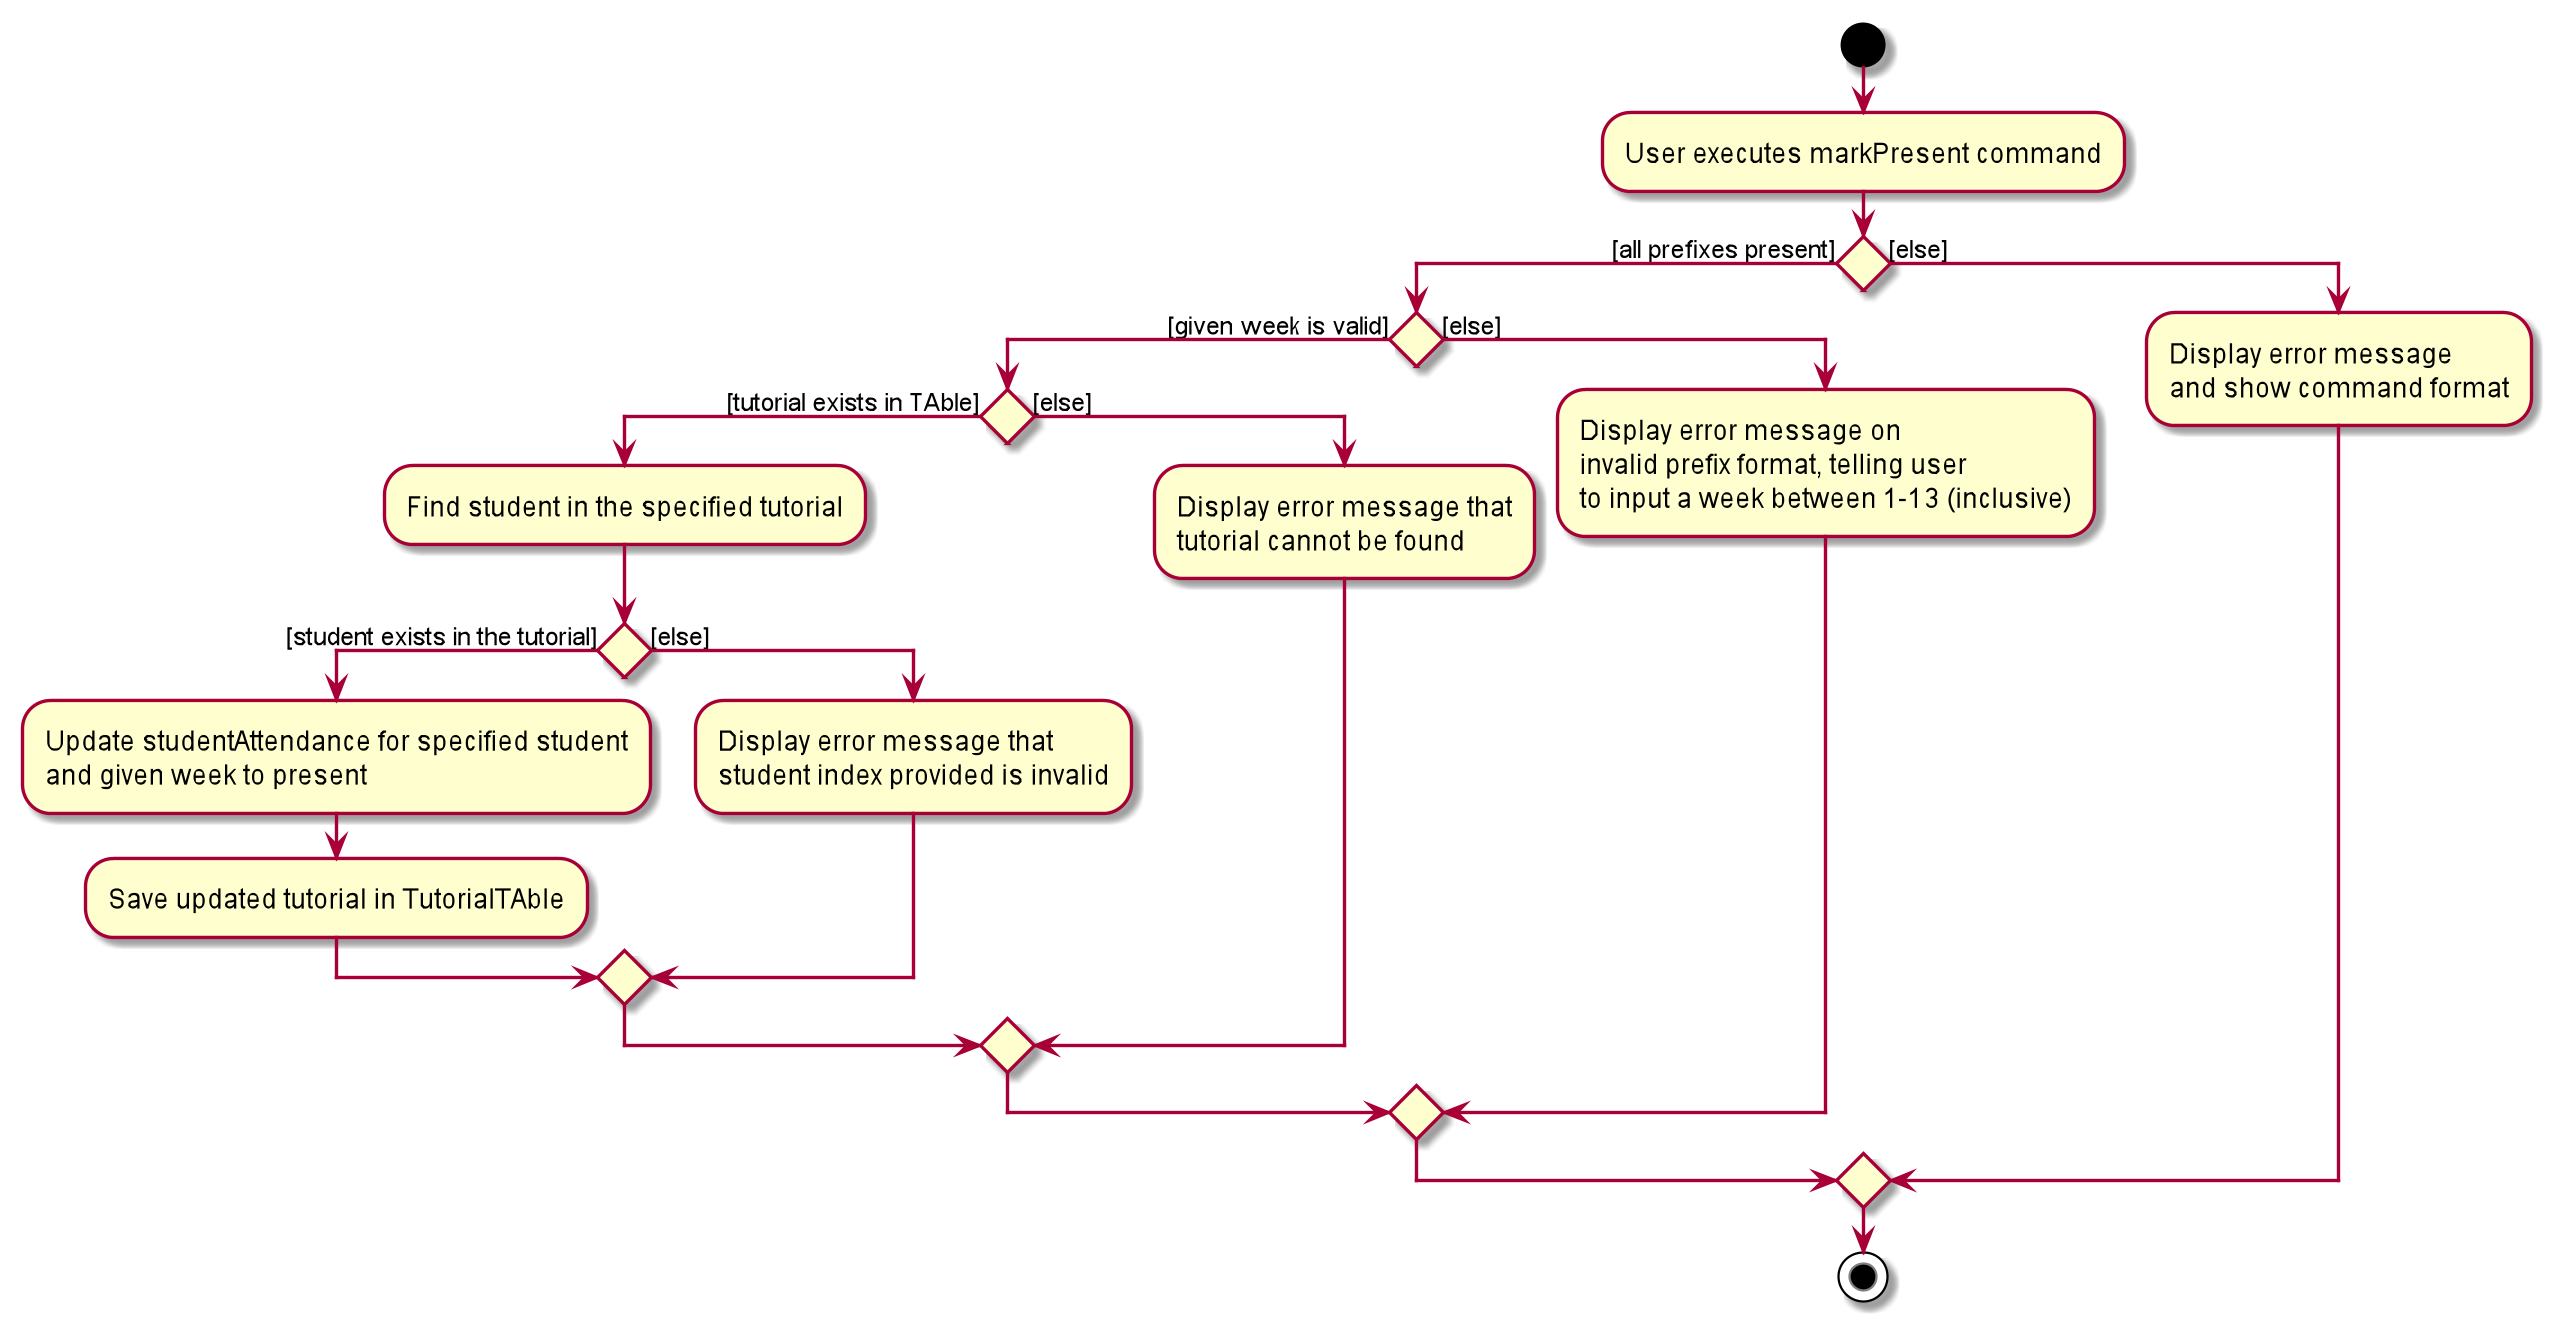 User executes markPresent command
[all prefixes present]
[else]
[given week is valid]
[else]
Display error message
and show command format
[tutorial exists in TAble]
[else]
Display error message on
invalid prefix format, telling user
to input a week between 1-13 (inclusive)
Find student in the specified tutorial
Display error message that
tutorial cannot be found
[student exists in the tutorial]
[else]
Update studentAttendance for specified student
and given week to present
Display error message that
student index provided is invalid
Save updated tutorial in TutorialTAble